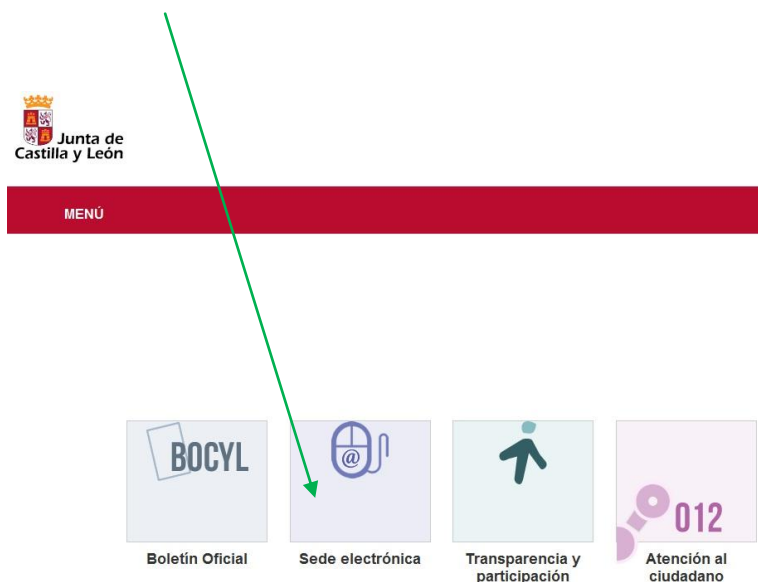 Junta de
Castilla y León
MENÚ
BOCYL
@
012
Boletín Oficial
Sede electrónica
Transparencia y
participación
Atención al
ciudadano